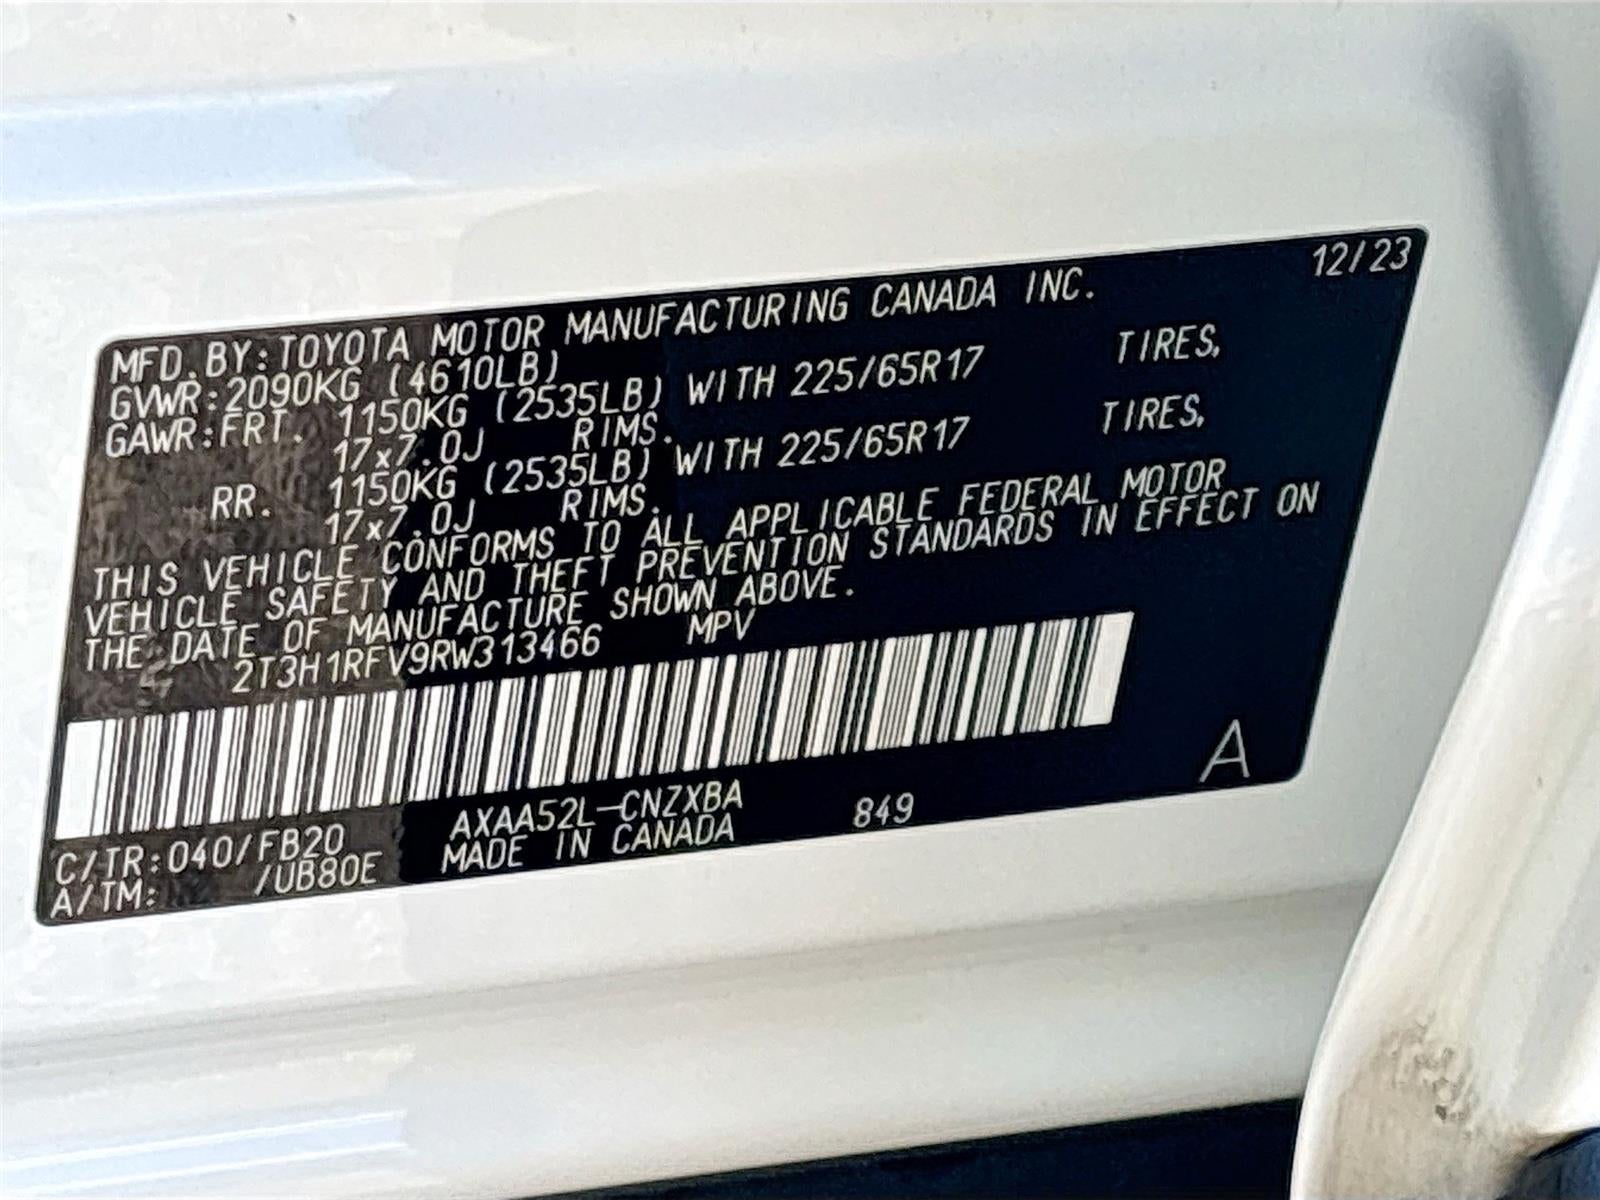 12/23
MFD. BY: TOYOTA MOTOR MANUFACTURING CANADA INC.
GVWR: 2090KG (4610LB)
GAWR: FRT. 1150KG (2535LB) WITH 225/65R17 TIRES,
17x7.0J RIMS.
RR. 1150KG (2535LB) WITH 225/65R17 TIRES,
17x7.0J RIMS.
THIS VEHICLE CONFORMS TO ALL APPLICABLE FEDERAL MOTOR
VEHICLE SAFETY AND THEFT PREVENTION STANDARDS IN EFFECT ON
THE DATE OF MANUFACTURE SHOWN ABOVE.
2T3H1RFV9RW313466 MPV
A
C/TR: 040/FB20 AXAA52L-CNZXBA 849
A/TM: /UB80E MADE IN CANADA